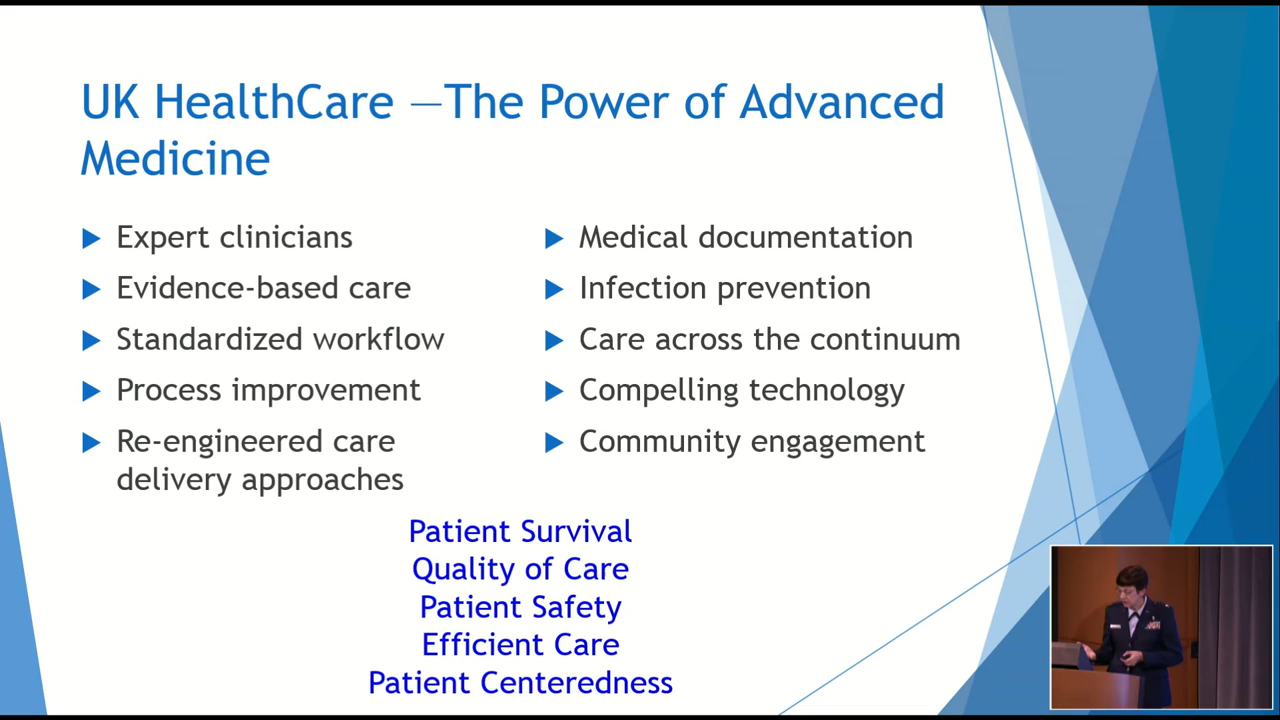 UK HealthCare —The Power of Advanced
Medicine
Expert clinicians
Evidence-based care
Standardized workflow
Process improvement
Re-engineered care
delivery approaches
Medical documentation
Infection prevention
Care across the continuum
Compelling technology
Community engagement
Patient Survival
Quality of Care
Patient Safety
Efficient Care
Patient Centeredness